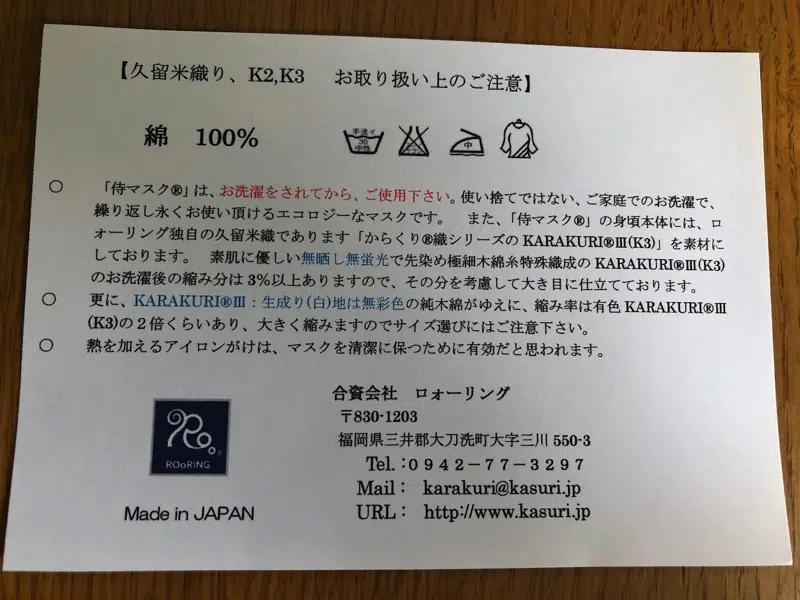 【久留米織り、K2,K3　お取り扱い上のご注意】
綿　100%
手洗イ
30
中性
中
○　「侍マスク®」は、お洗濯をされてから、ご使用下さい。使い捨てではない、ご家庭でのお洗濯で、
繰り返し永くお使い頂けるエコロジーなマスクです。　また、「侍マスク®」の身頃本体には、ロ
ォーリング独自の久留米織であります「からくり®織シリーズの KARAKURI®Ⅲ(K3)」を素材に
しております。　素肌に優しい無晒し無蛍光で先染め極細木綿糸特殊織成の KARAKURI®Ⅲ(K3)
のお洗濯後の縮み分は 3%以上ありますので、その分を考慮して大き目に仕立てております。
○　更に、KARAKURI®Ⅲ：生成り(白)地は無彩色の純木綿がゆえに、縮み率は有色 KARAKURI®Ⅲ
(K3)の２倍くらいあり、大きく縮みますのでサイズ選びにはご注意下さい。
○　熱を加えるアイロンがけは、マスクを清潔に保つために有効だと思われます。
合資会社　ロォーリング
〒830-1203
福岡県三井郡大刀洗町大字三川 550-3
Tel. :０９４２－７７－３２９７
Mail :　karakuri@kasuri.jp
URL :　http://www.kasuri.jp
Ro®
ROoRING
Made in JAPAN